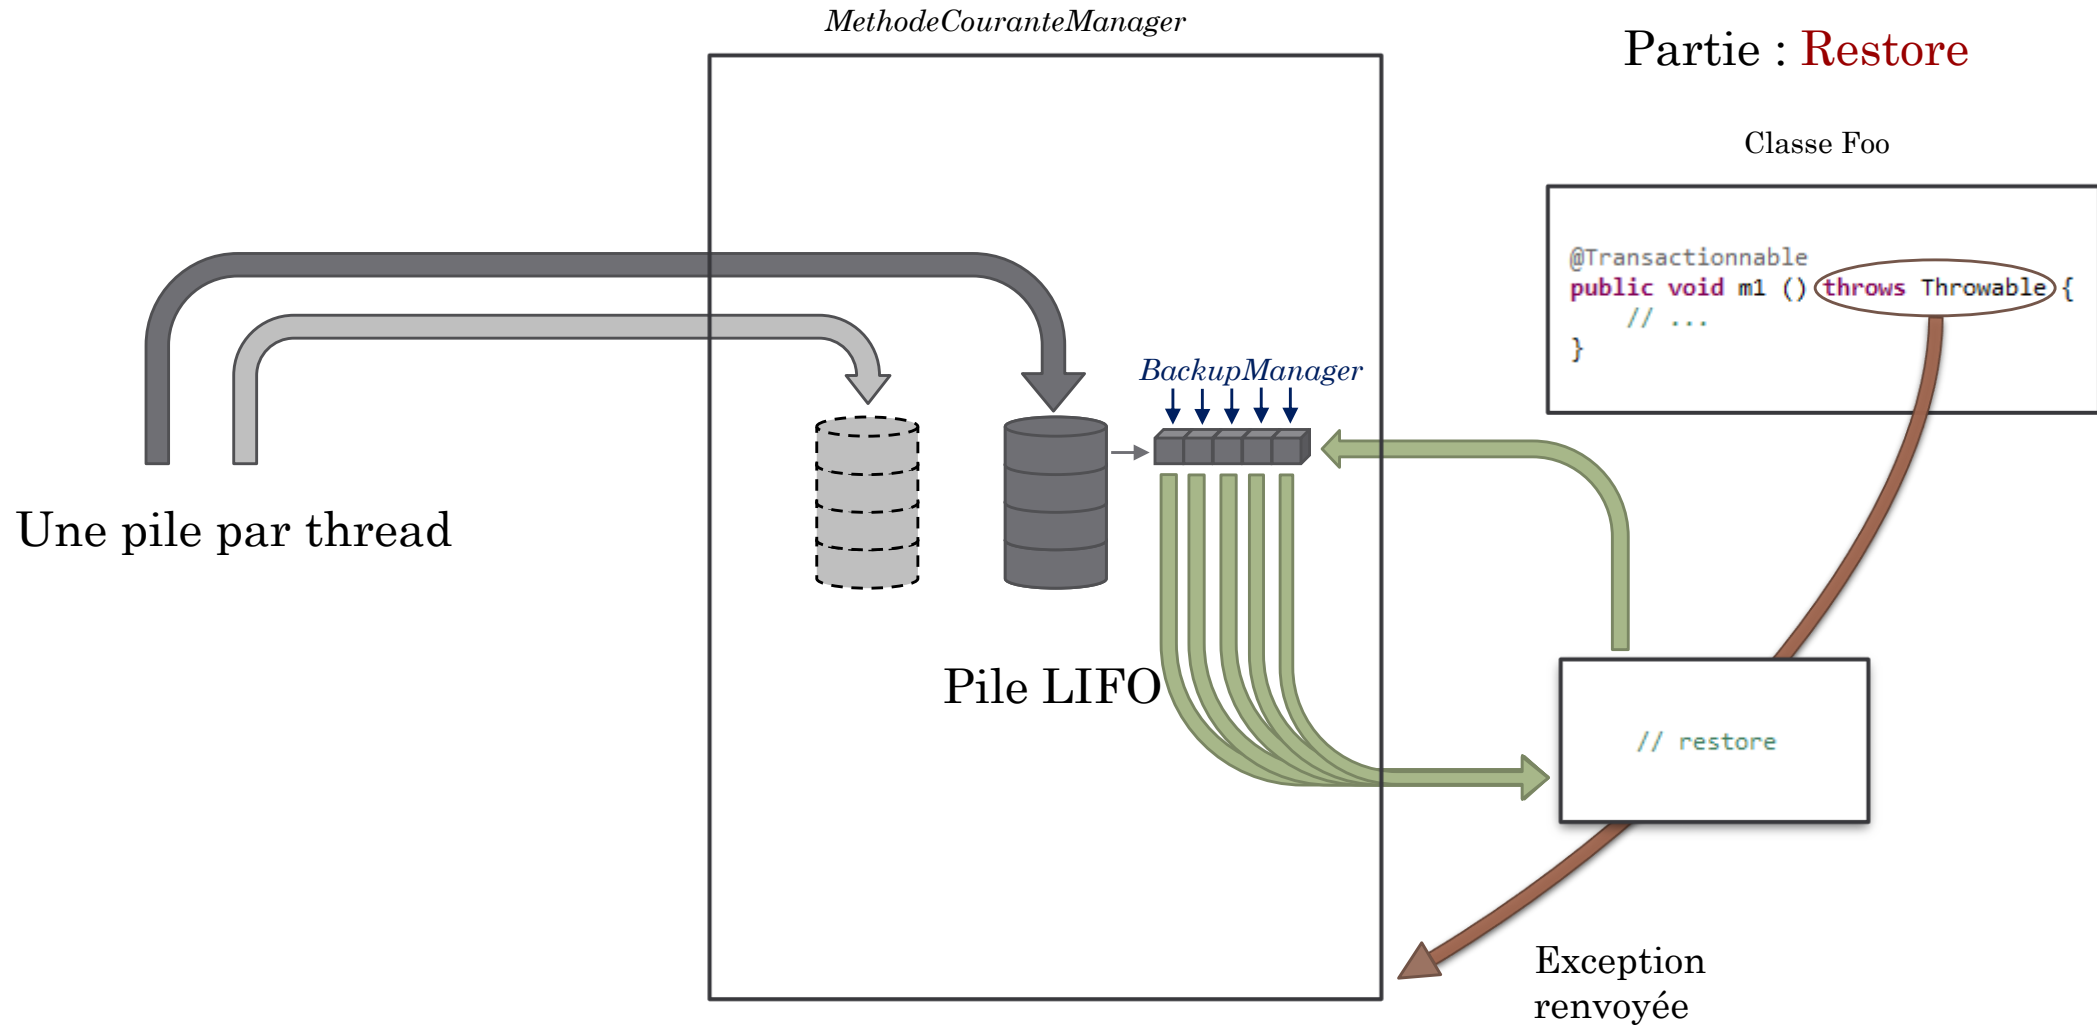 MethodeCouranteManager
Partie : Restore
Classe Foo
@Transactionnable
public void m1 () throws Throwable {
// ...
}
BackupManager
Une pile par thread
Pile LIFO
// restore
Exception
renvoyée